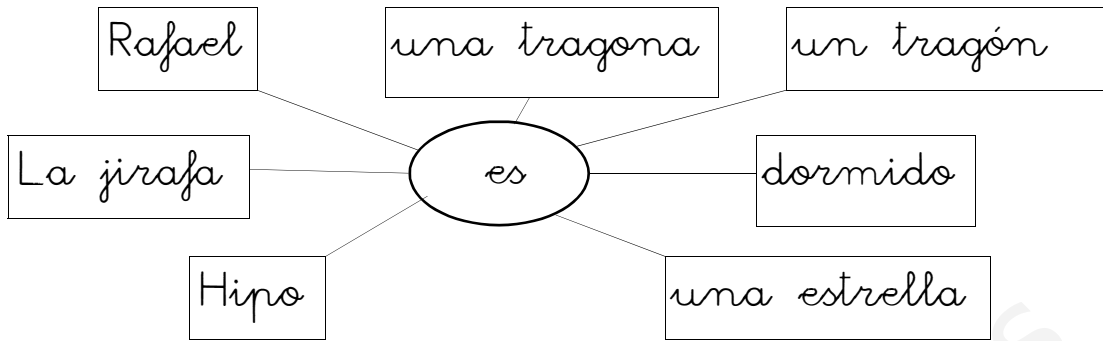 Rafael
una tragona
un tragón
La jirafa
es
dormido
Hipo
una estrella